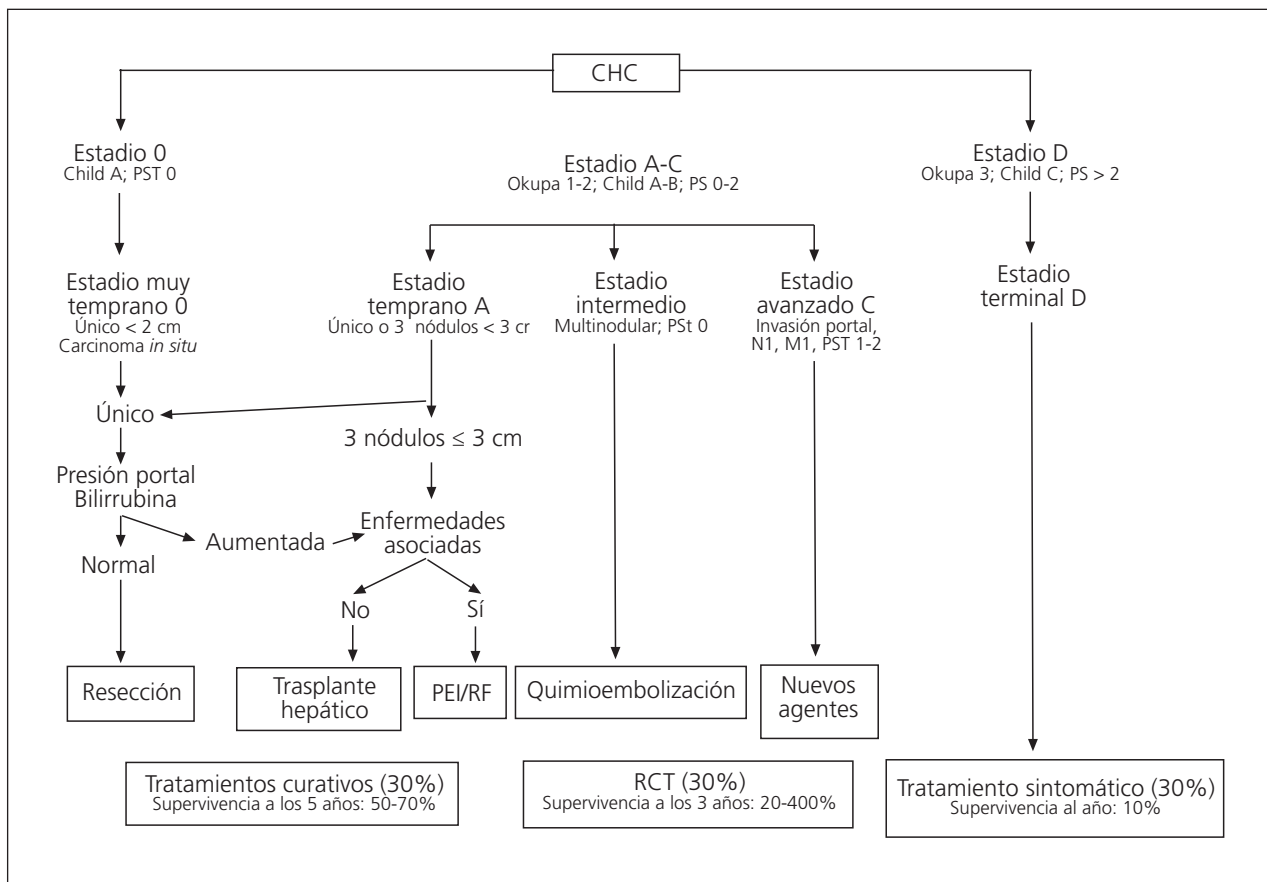 CHC
Estadio 0
Child A; PST 0
Estadio A-C
Okupa 1-2; Child A-B; PS 0-2
Estadio D
Okupa 3; Child C; PS > 2
Estadio muy
temprano 0
Único < 2 cm
Carcinoma in situ
Estadio
temprano A
Único o 3 nódulos < 3 cr
Estadio
intermedio
Multinodular; PSt 0
Estadio
avanzado C
Invasión portal,
N1, M1, PST 1-2
Estadio
terminal D
Único
3 nódulos ≤ 3 cm
Presión portal
Bilirrubina
Aumentada
Enfermedades
asociadas
Normal
No
Sí
Resección
Trasplante
hepático
PEI/RF
Quimioembolización
Nuevos
agentes
Tratamientos curativos (30%)
Supervivencia a los 5 años: 50-70%
RCT (30%)
Supervivencia a los 3 años: 20-400%
Tratamiento sintomático (30%)
Supervivencia al año: 10%